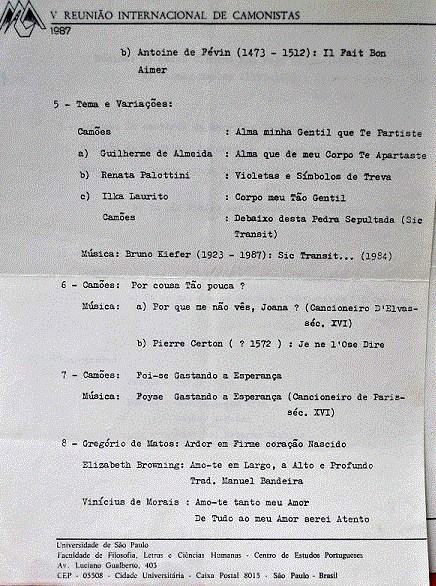 V REUNIÃO INTERNACIONAL DE CAMONISTAS
1987
b) Antoine de Pévin (1473 - 1512): Il Fait Bon
Aimer
5 - Tema e Variações:
Camões : Alma minha Gentil que Te Partiste
a) Guilherme de Almeida : Alma que de meu Corpo Te Apartaste
b) Renata Palottini : Violetas e Símbolos de Treva
c) Ilka Laurito : Corpo meu Tão Gentil
Camões : Debaixo desta Pedra Sepultada (Sic
Transit)
Música: Bruno Kiefer (1923 - 1987): Sic Transit... (1984)
6 - Camões: Por cousa Tão pouca ?
Música: a) Por que me não vês, Joana ? (Cancioneiro D'Elvas-
séc. XVI)
b) Pierre Certon ( ? 1572 ) : Je ne l'Ose Dire
7 - Camões: Foi-se Gastando a Esperança
Música: Foyse Gastando a Esperança (Cancioneiro de Paris-
séc. XVI)
8 - Gregório de Matos: Ardor em Firme coração Nascido
Elizabeth Browning: Amo-te em Largo, a Alto e Profundo
Trad. Manuel Bandeira
Vinícius de Morais : Amo-te tanto meu Amor
De Tudo ao meu Amor serei Atento
Universidade de São Paulo
Faculdade de Filosofia, Letras e Ciências Humanas - Centro de Estudos Portugueses
Av. Luciano Gualberto, 403
CEP - 05508 - Cidade Universitária - Caixa Postal 8015 - São Paulo - Brasil